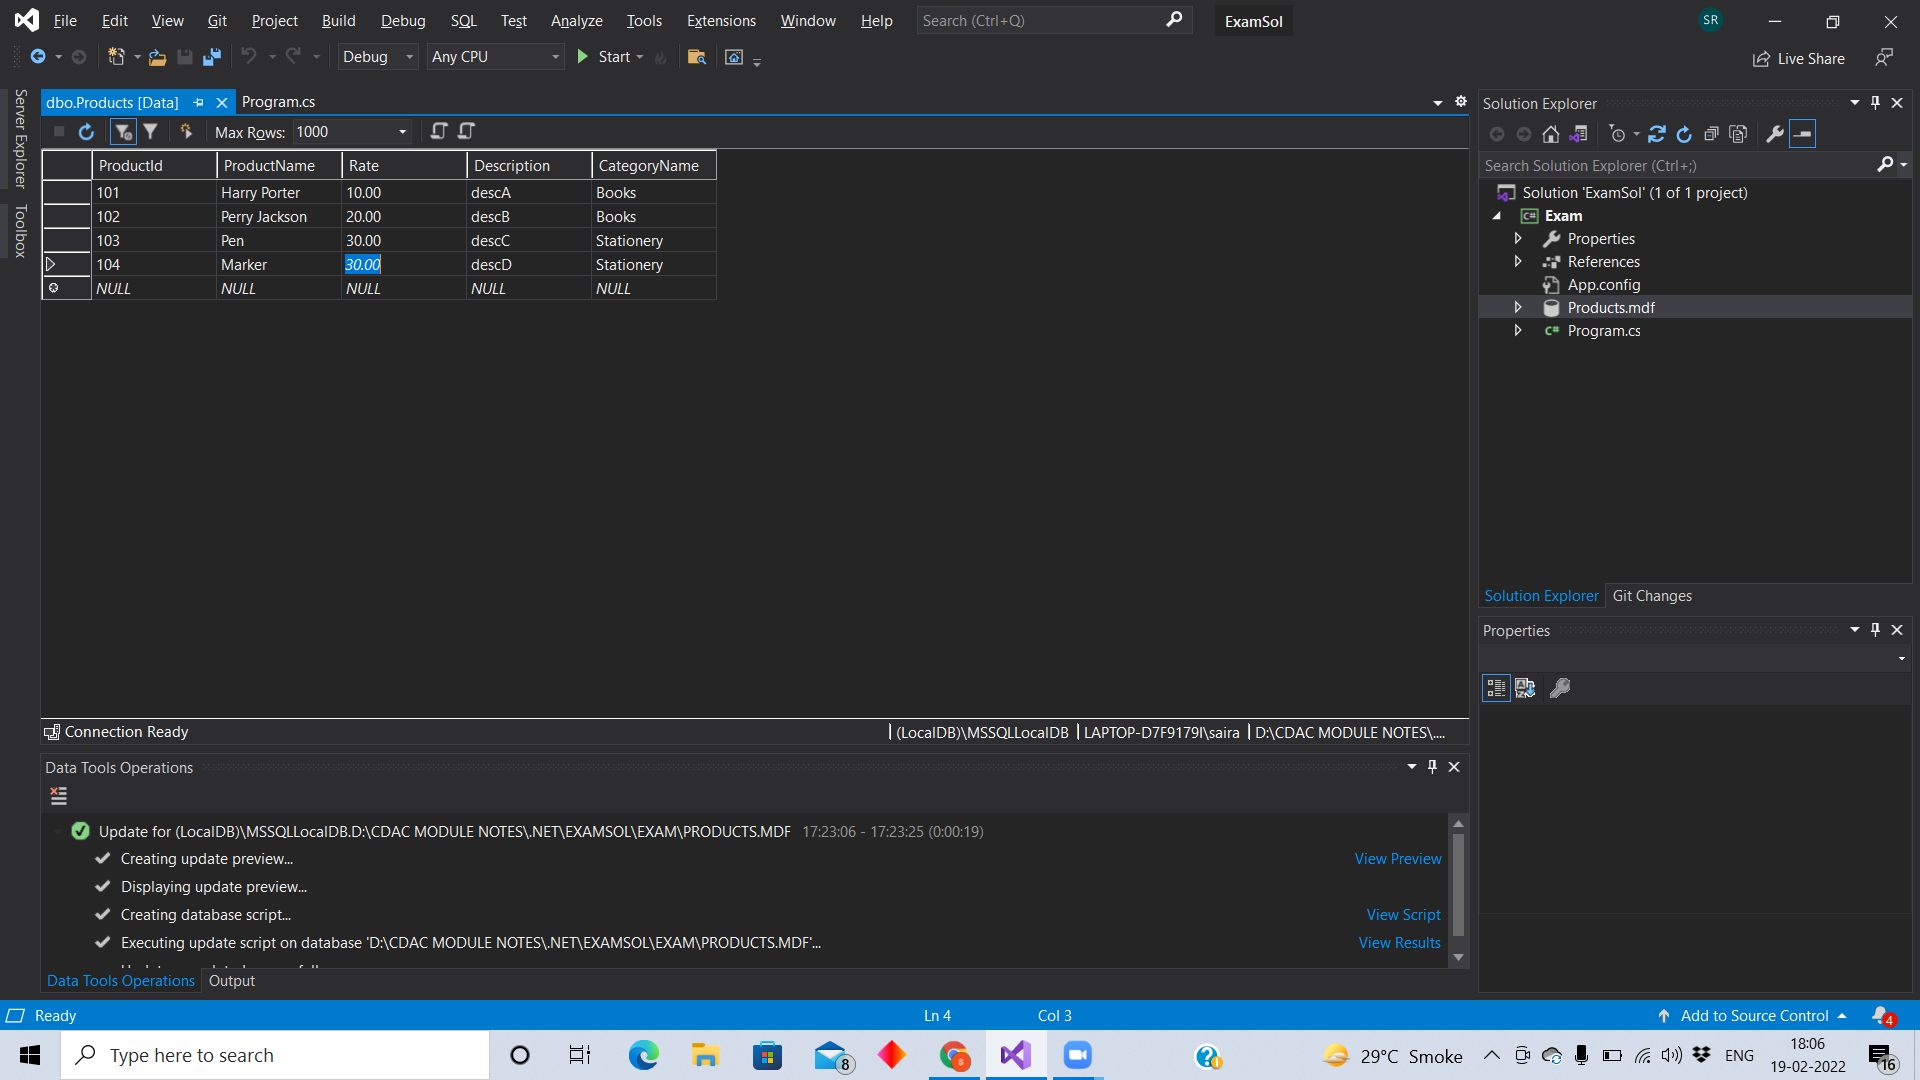 File Edit View Git Project Build Debug SQL Test Analyze Tools Extensions Window Help Search (Ctrl+Q) ExamSol SR
Debug Any CPU Start Live Share
Server Explorer
Toolbox
dbo.Products [Data] Program.cs
Max Rows: 1000
ProductId ProductName Rate Description CategoryName
101 Harry Porter 10.00 descA Books
102 Perry Jackson 20.00 descB Books
103 Pen 30.00 descC Stationery
104 Marker 30.00 descD Stationery
NULL NULL NULL NULL NULL
Connection Ready (LocalDB)\MSSQLLocalDB LAPTOP-D7F9179I\saira D:\CDAC MODULE NOTES\....
Data Tools Operations
Update for (LocalDB)\MSSQLLocalDB.D:\CDAC MODULE NOTES\.NET\EXAMSOL\EXAM\PRODUCTS.MDF 17:23:06 - 17:23:25 (0:00:19)
Creating update preview... View Preview
Displaying update preview...
Creating database script... View Script
Executing update script on database 'D:\CDAC MODULE NOTES\.NET\EXAMSOL\EXAM\PRODUCTS.MDF'... View Results
Data Tools Operations Output
Solution Explorer
Search Solution Explorer (Ctrl+;)
Solution 'ExamSol' (1 of 1 project)
C# Exam
Properties
References
App.config
Products.mdf
C# Program.cs
Solution Explorer Git Changes
Properties
Ready Ln 4 Col 3 Add to Source Control 4
Type here to search 8 29°C Smoke ENG 18:06
19-02-2022 16